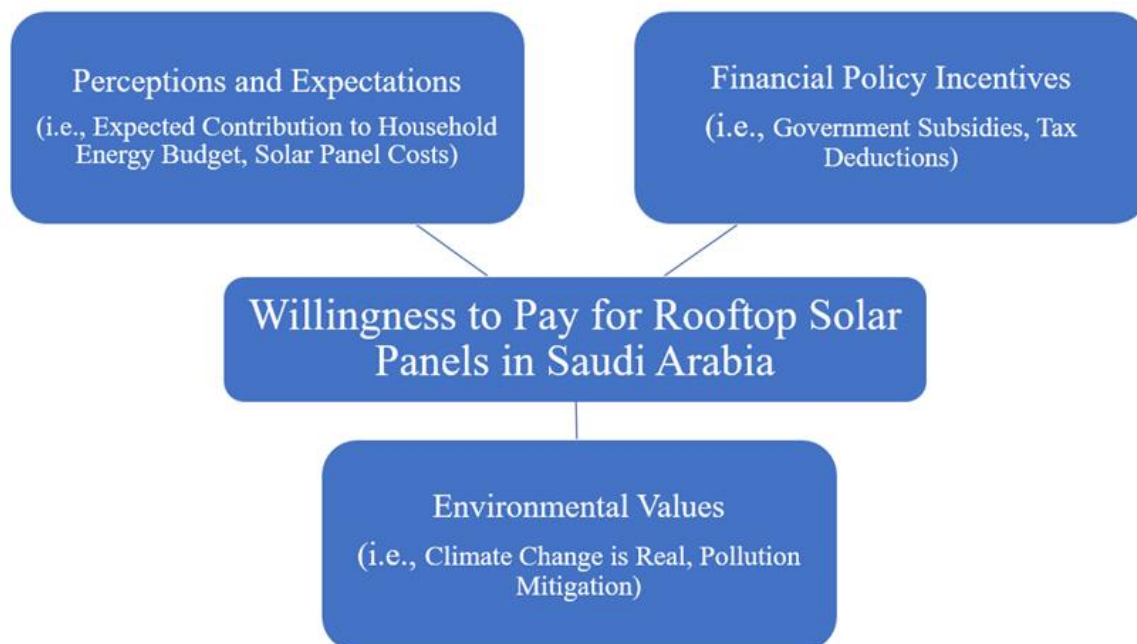 Perceptions and Expectations
(i.e., Expected Contribution to Household
Energy Budget, Solar Panel Costs)
Financial Policy Incentives
(i.e., Government Subsidies, Tax
Deductions)
Willingness to Pay for Rooftop Solar
Panels in Saudi Arabia
Environmental Values
(i.e., Climate Change is Real, Pollution
Mitigation)